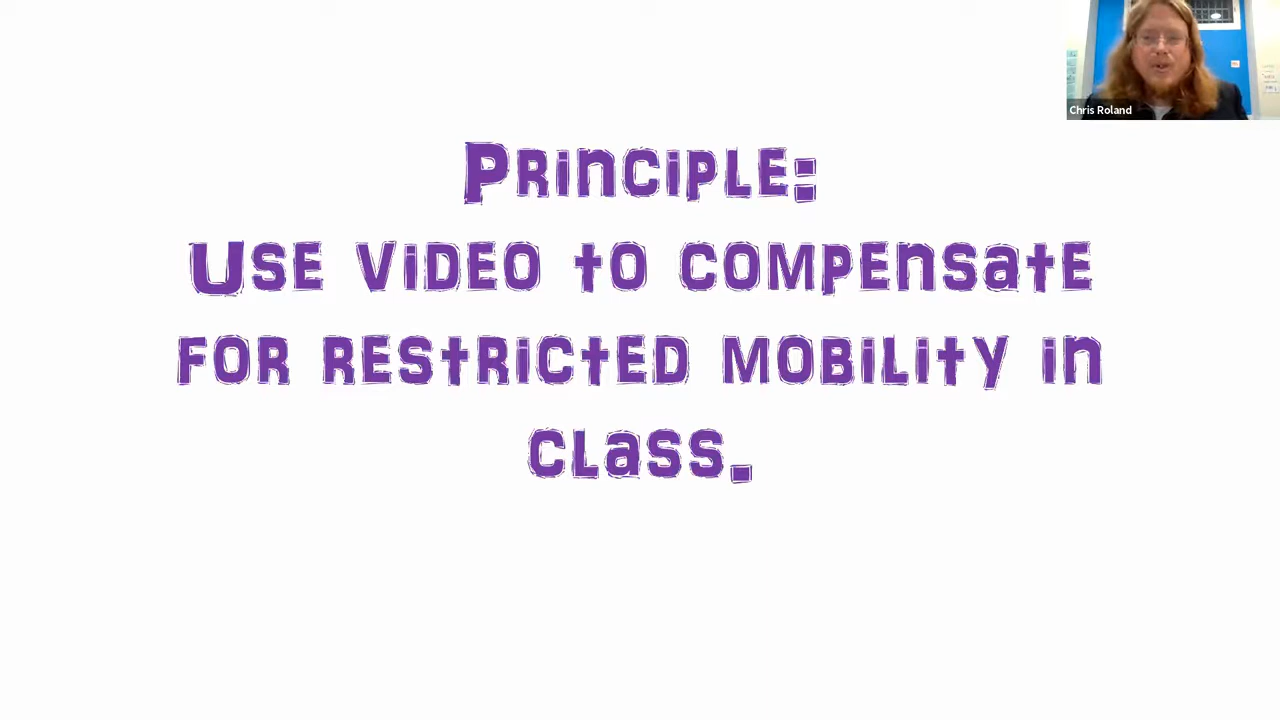 Chris Roland
Principle:
Use video to compensate
for restricted mobility in
class.